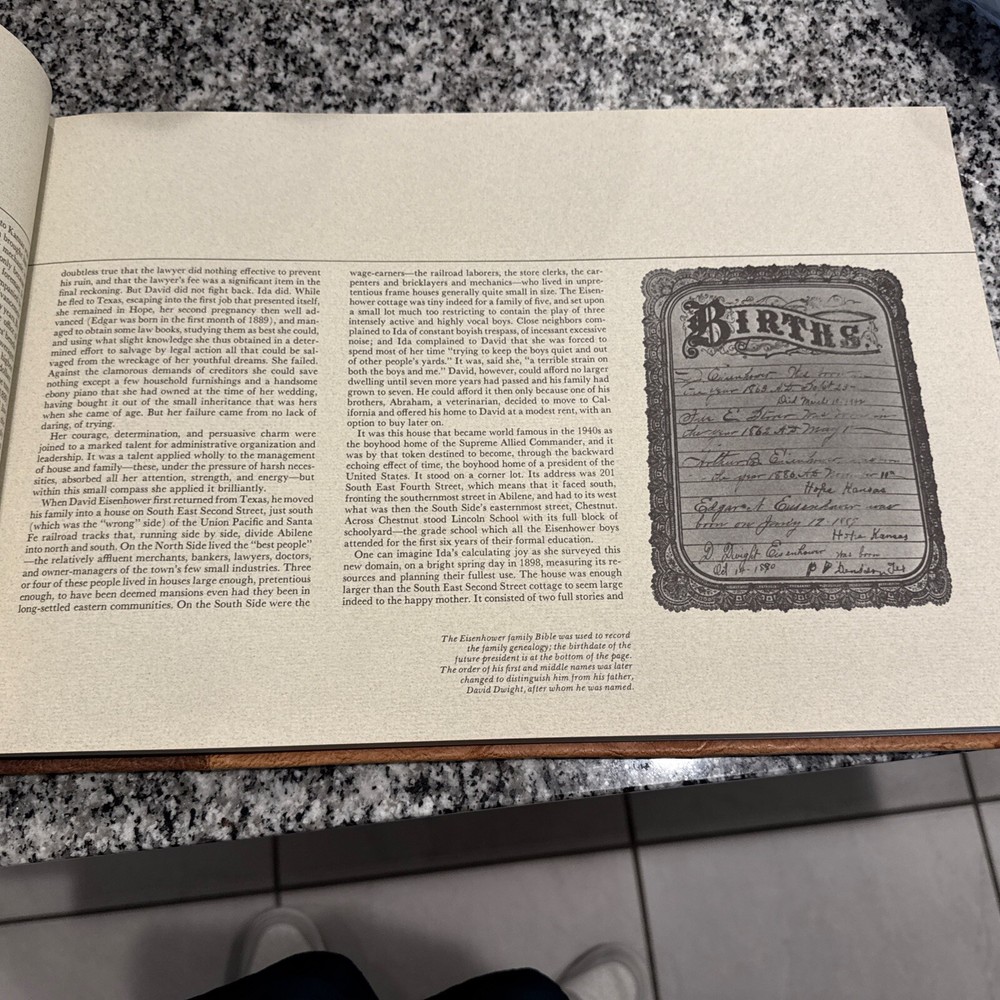 doubtless true that the lawyer did nothing effective to prevent
his ruin, and that the lawyer's fee was a significant item in the
final reckoning. But David did not fight back. Ida did. While
he fled to Texas, escaping into the first job that presented itself,
she remained in Hope, her second pregnancy then well ad-
vanced (Edgar was born in the first month of 1889), and man-
aged to obtain some law books, studying them as best she could,
and using what slight knowledge she thus obtained in a deter-
mined effort to salvage by legal action all that could be sal-
vaged from the wreckage of her youthful dreams. She failed.
Against the clamorous demands of creditors she could save
nothing except a few household furnishings and a handsome
ebony piano that she had owned at the time of her wedding,
having bought it out of the small inheritance that was hers
when she came of age. But her failure came from no lack of
daring, of trying.
Her courage, determination, and persuasive charm were
joined to a marked talent for administrative organization and
leadership. It was a talent applied wholly to the management
of house and family—these, under the pressure of harsh neces-
sities, absorbed all her attention, strength, and energy—but
within this small compass she applied it brilliantly.
When David Eisenhower first returned from Texas, he moved
his family into a house on South East Second Street, just south
(which was the "wrong" side) of the Union Pacific and Santa
Fe railroad tracks that, running side by side, divide Abilene
into north and south. On the North Side lived the "best people"
—the relatively affluent merchants, bankers, lawyers, doctors,
and owner-managers of the town's few small industries. Three
or four of these people lived in houses large enough, pretentious
enough, to have been deemed mansions even had they been in
long-settled eastern communities. On the South Side were the
wage-earners—the railroad laborers, the store clerks, the car-
penters and bricklayers and mechanics—who lived in unpre-
tentious frame houses generally quite small in size. The Eisen-
hower cottage was tiny indeed for a family of five, and set upon
a small lot much too restricting to contain the play of three
intensely active and highly vocal boys. Close neighbors com-
plained to Ida of constant boyish trespass, of incessant excessive
noise; and Ida complained to David that she was forced to
spend most of her time "trying to keep the boys quiet and out
of other people's yards." It was, said she, "a terrible strain on
both the boys and me." David, however, could afford no larger
dwelling until seven more years had passed and his family had
grown to seven. He could afford it then only because one of his
brothers, Abraham, a veterinarian, decided to move to Cal-
ifornia and offered his home to David at a modest rent, with an
option to buy later on.
It was this house that became world famous in the 1940s as
the boyhood home of the Supreme Allied Commander, and it
was by that token destined to become, through the backward
echoing effect of time, the boyhood home of a president of the
United States. It stood on a corner lot. Its address was 201
South East Fourth Street, which means that it faced south,
fronting the southernmost street in Abilene, and had to its west
what was then the South Side's easternmost street, Chestnut.
Across Chestnut stood Lincoln School with its full block of
schoolyard—the grade school which all the Eisenhower boys
attended for the first six years of their formal education.
One can imagine Ida's calculating joy as she surveyed this
new domain, on a bright spring day in 1898, measuring its re-
sources and planning their fullest use. The house was enough
larger than the South East Second Street cottage to seem large
indeed to the happy mother. It consisted of two full stories and
The Eisenhower family Bible was used to record
the family genealogy; the birthdate of the
future president is at the bottom of the page.
The order of his first and middle names was later
changed to distinguish him from his father,
David Dwight, after whom he was named.
BIRTHS.
Eisenhower
year 1863
Did March
Stover was
year 1862 A D May 1
Arthur B. Eisenhower
Hope Kansas
Edgar N. Eisenhower was
born on
Hope Kansas
D. Dwight Eisenhower was born
Oct 14 - 1890